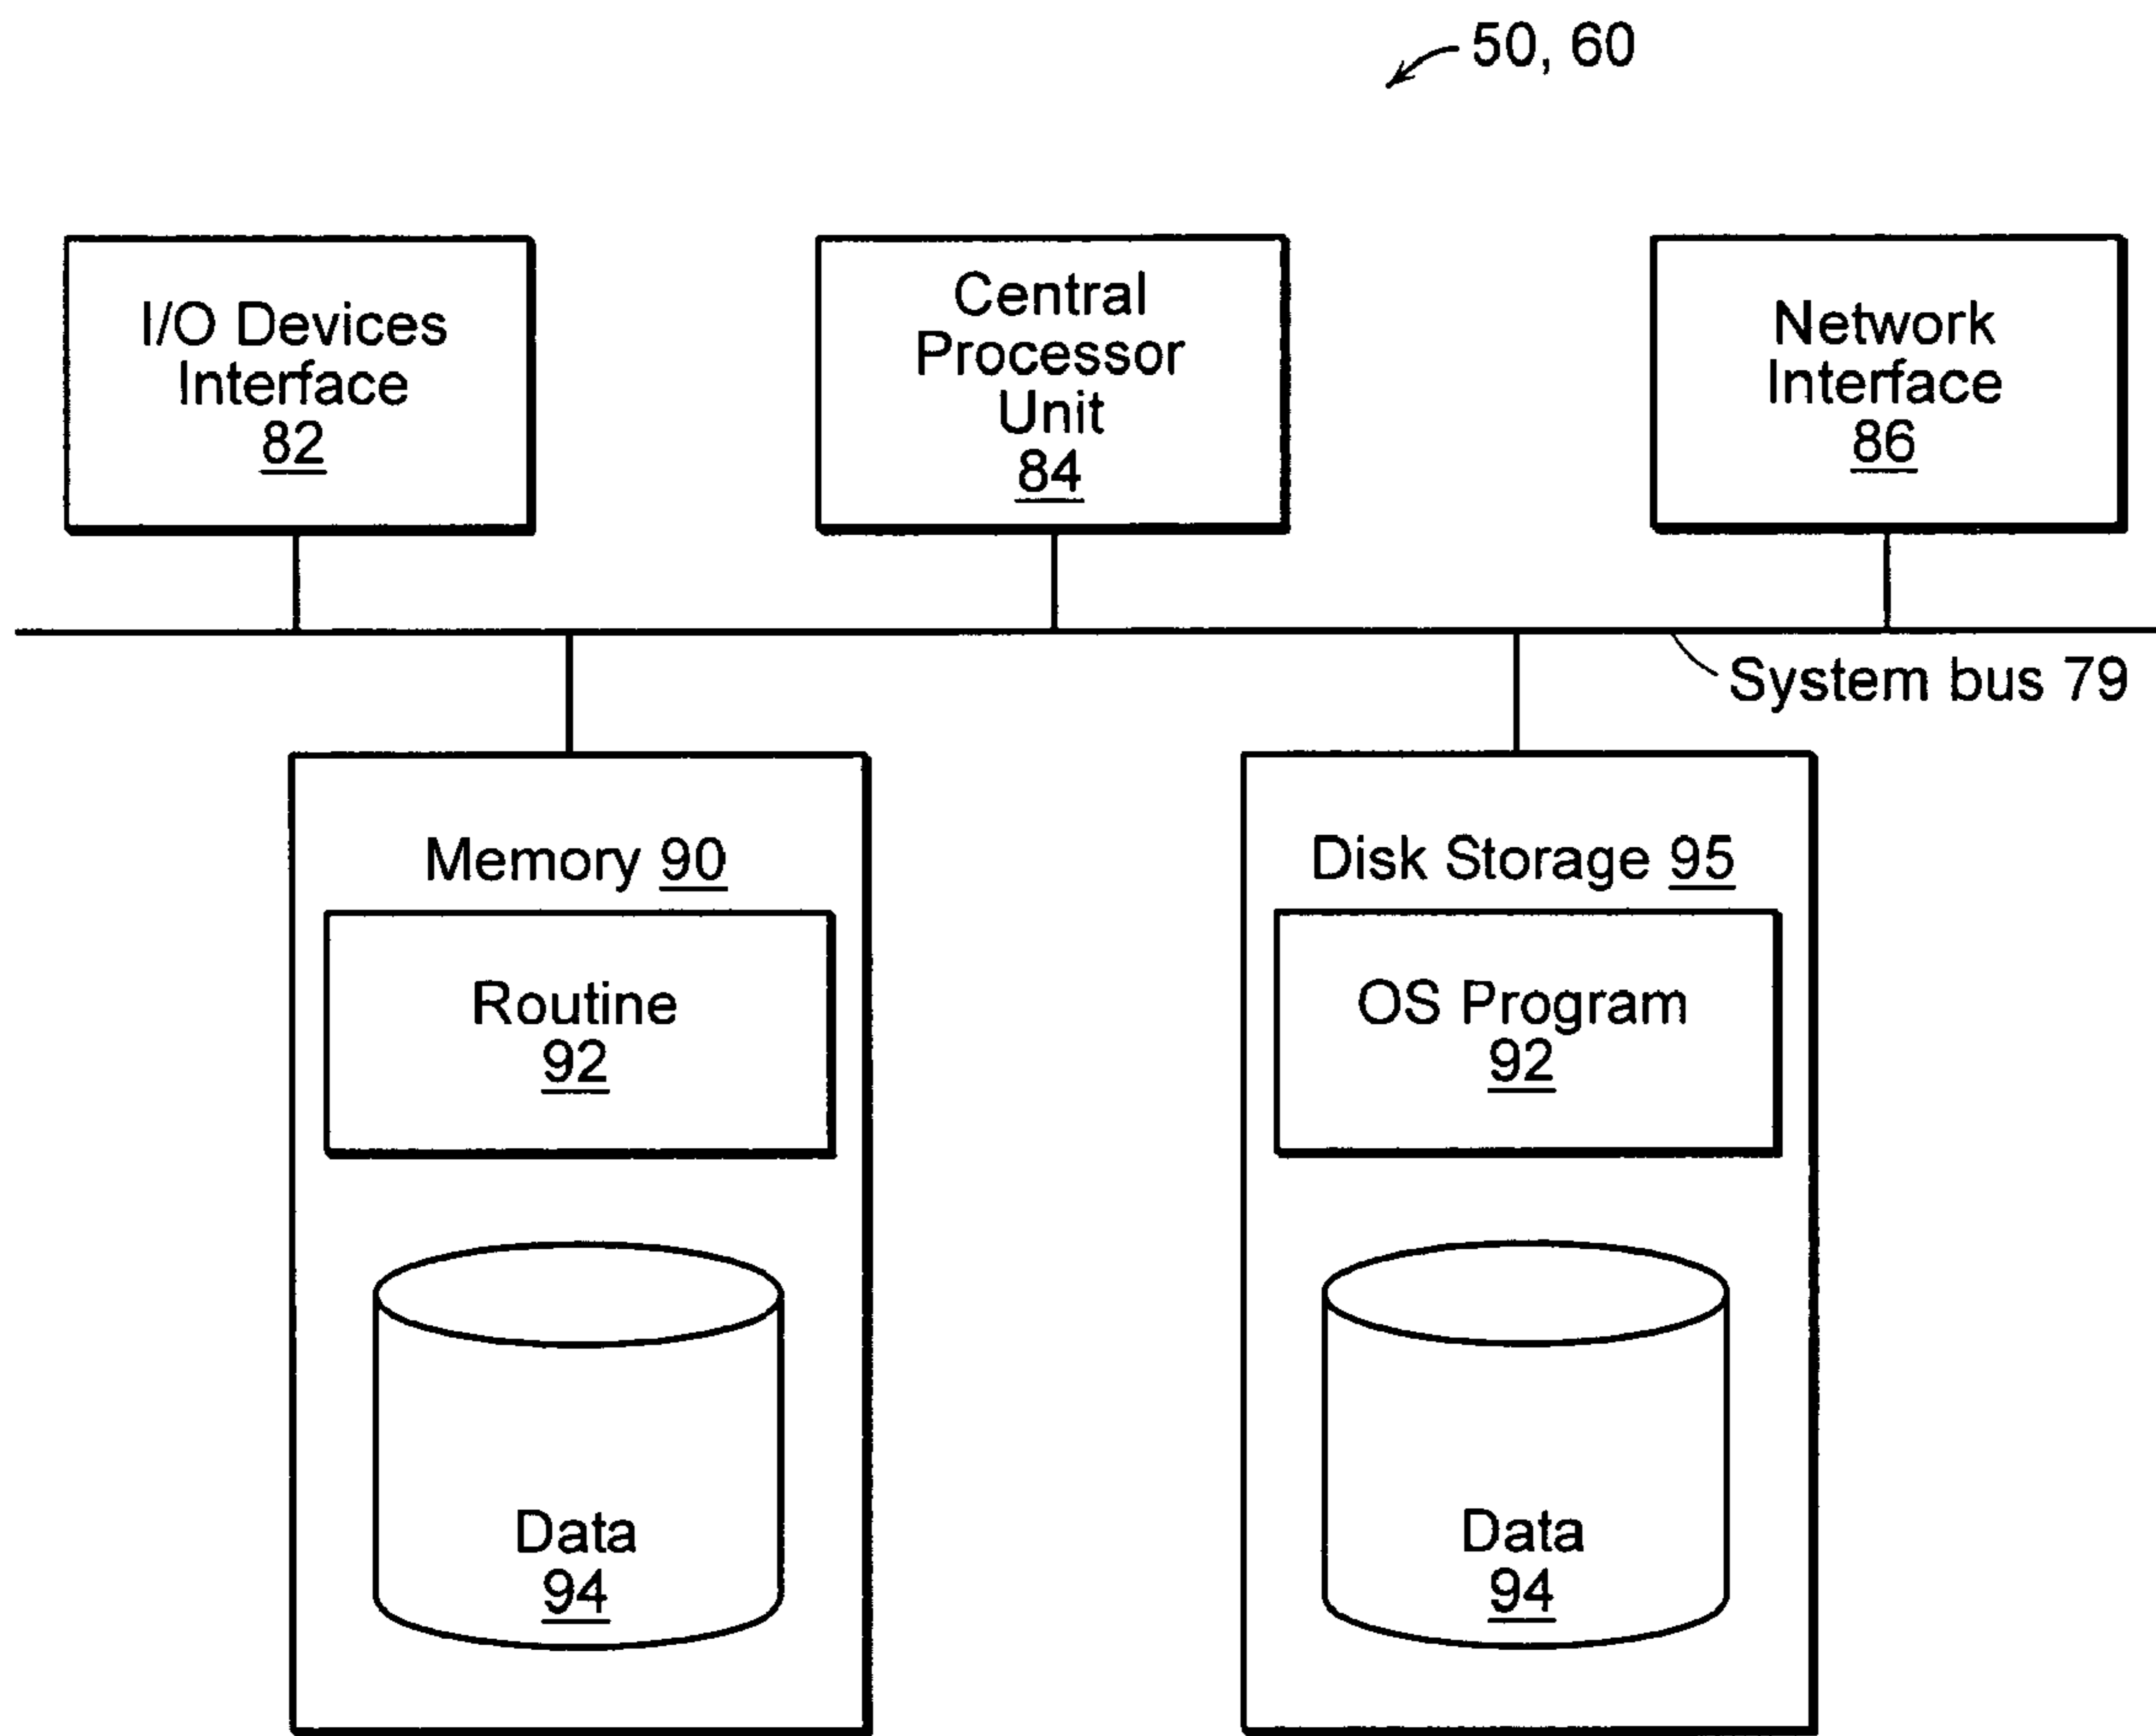 50, 60
I/O Devices
Interface
82
Central
Processor
Unit
84
Network
Interface
86
System bus 79
Memory 90
Routine
92
Data
94
Disk Storage 95
OS Program
92
Data
94